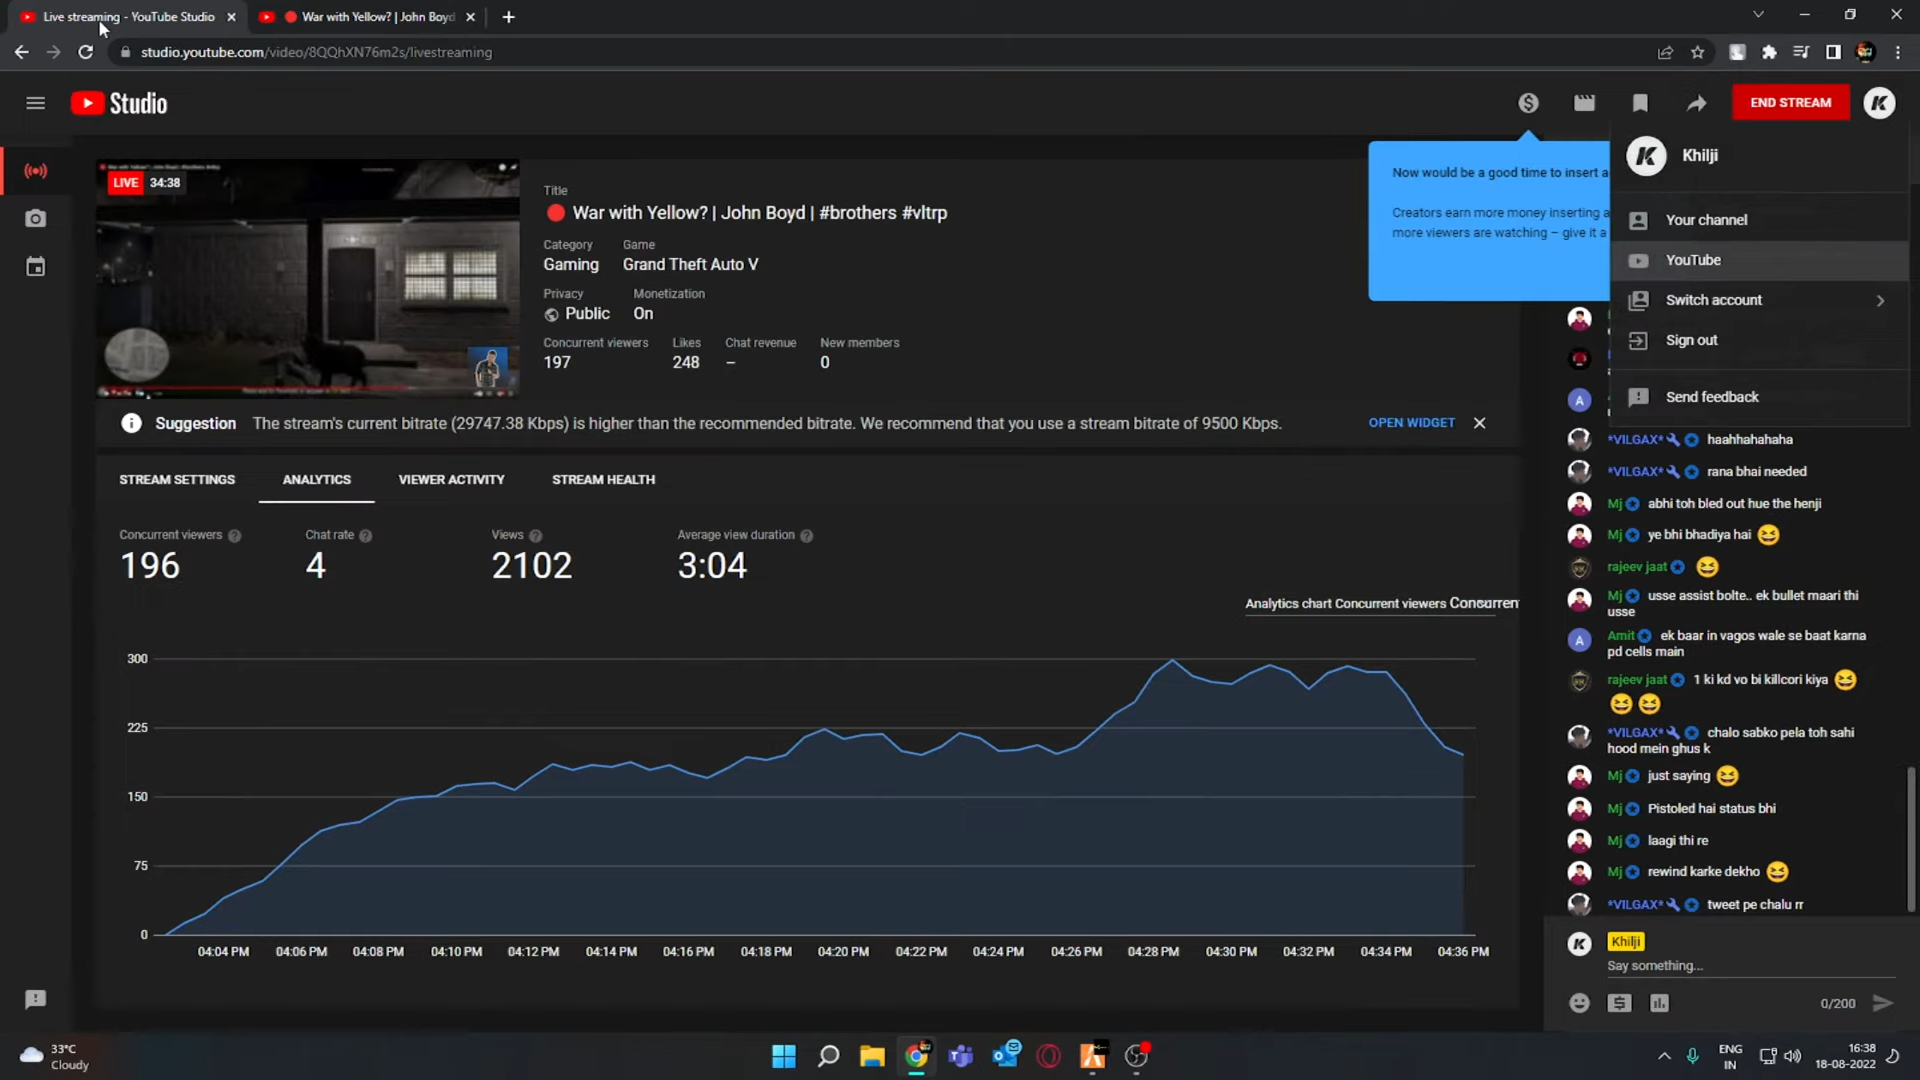 Live streaming - YouTube Studio
War with Yellow? | John Boyd
studio.youtube.com/video/8QQhXN76m2s/livestreaming
Studio
END STREAM
K
LIVE 34:38
Title
War with Yellow? | John Boyd | #brothers #vltrp
Category Game
Gaming Grand Theft Auto V
Privacy Monetization
Public On
Concurrent viewers Likes Chat revenue New members
197 248 – 0
Now would be a good time to insert a
Creators earn more money inserting a
more viewers are watching – give it a
K Khilji
Your channel
YouTube
Switch account
Sign out
Send feedback
Suggestion The stream's current bitrate (29747.38 Kbps) is higher than the recommended bitrate. We recommend that you use a stream bitrate of 9500 Kbps.
OPEN WIDGET
STREAM SETTINGS ANALYTICS VIEWER ACTIVITY STREAM HEALTH
Concurrent viewers Chat rate Views Average view duration
196 4 2102 3:04
Analytics chart Concurrent viewers Concurrent
300
225
150
75
0
04:04 PM 04:06 PM 04:08 PM 04:10 PM 04:12 PM 04:14 PM 04:16 PM 04:18 PM 04:20 PM 04:22 PM 04:24 PM 04:26 PM 04:28 PM 04:30 PM 04:32 PM 04:34 PM 04:36 PM
A
*VILGAX* haahhahahaha
*VILGAX* rana bhai needed
Mj abhi toh bled out hue the henji
Mj ye bhi bhadiya hai 😆
rajeev jaat 😆
Mj usse assist bolte.. ek bullet maari thi
usse
A Amit ek baar in vagos wale se baat karna
pd cells main
rajeev jaat 1 ki kd vo bi killcori kiya 😆
😆😆
*VILGAX* chalo sabko pela toh sahi
hood mein ghus k
Mj just saying 😆
Mj Pistoled hai status bhi
Mj laagi thi re
Mj rewind karke dekho 😆
*VILGAX* tweet pe chalu rr
K Khilji
Say something...
0/200
33°C
Cloudy
ENG
IN
16:38
18-08-2022